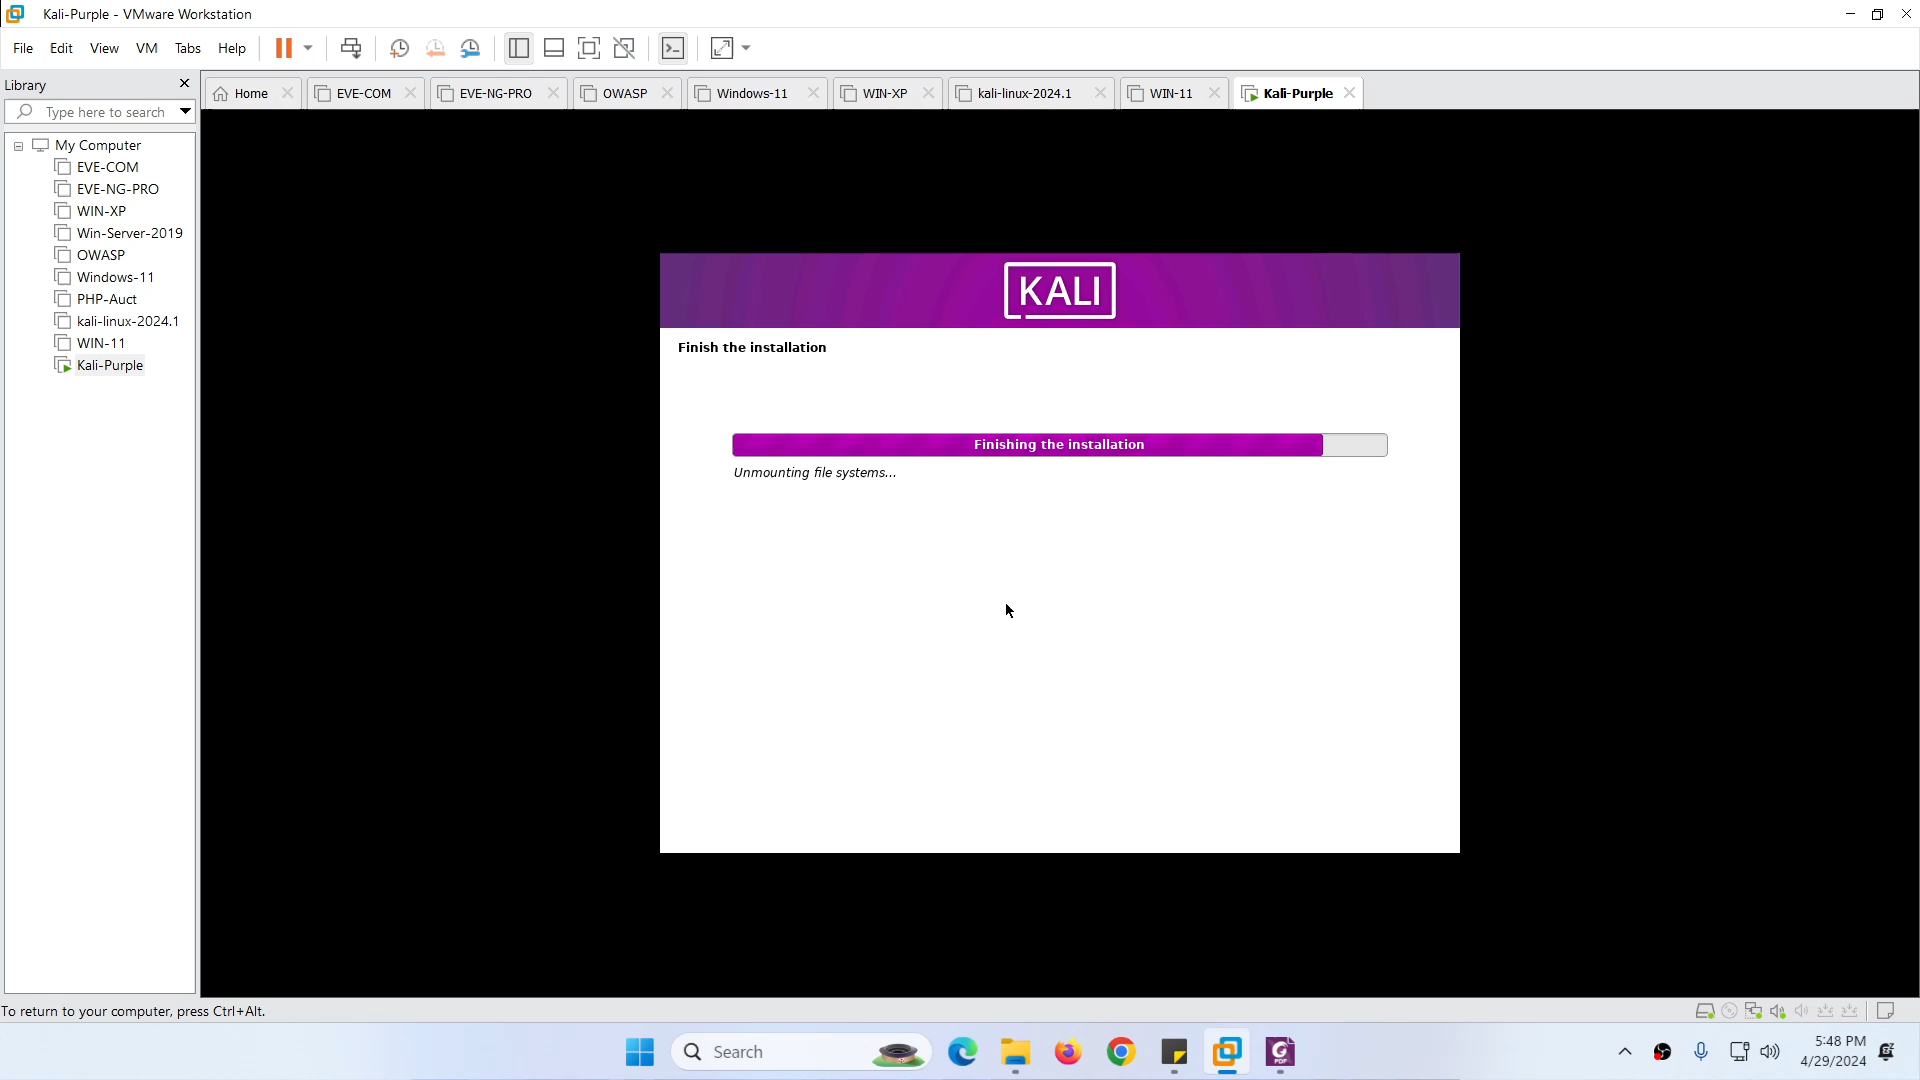 Kali-Purple - VMware Workstation
File Edit View VM Tabs Help
Library
Type here to search
Home EVE-COM EVE-NG-PRO OWASP Windows-11 WIN-XP kali-linux-2024.1 WIN-11 Kali-Purple
My Computer
EVE-COM
EVE-NG-PRO
WIN-XP
Win-Server-2019
OWASP
Windows-11
PHP-Auct
kali-linux-2024.1
WIN-11
Kali-Purple
KALI
Finish the installation
Finishing the installation
Unmounting file systems...
To return to your computer, press Ctrl+Alt.
Search
PDF
5:48 PM
4/29/2024